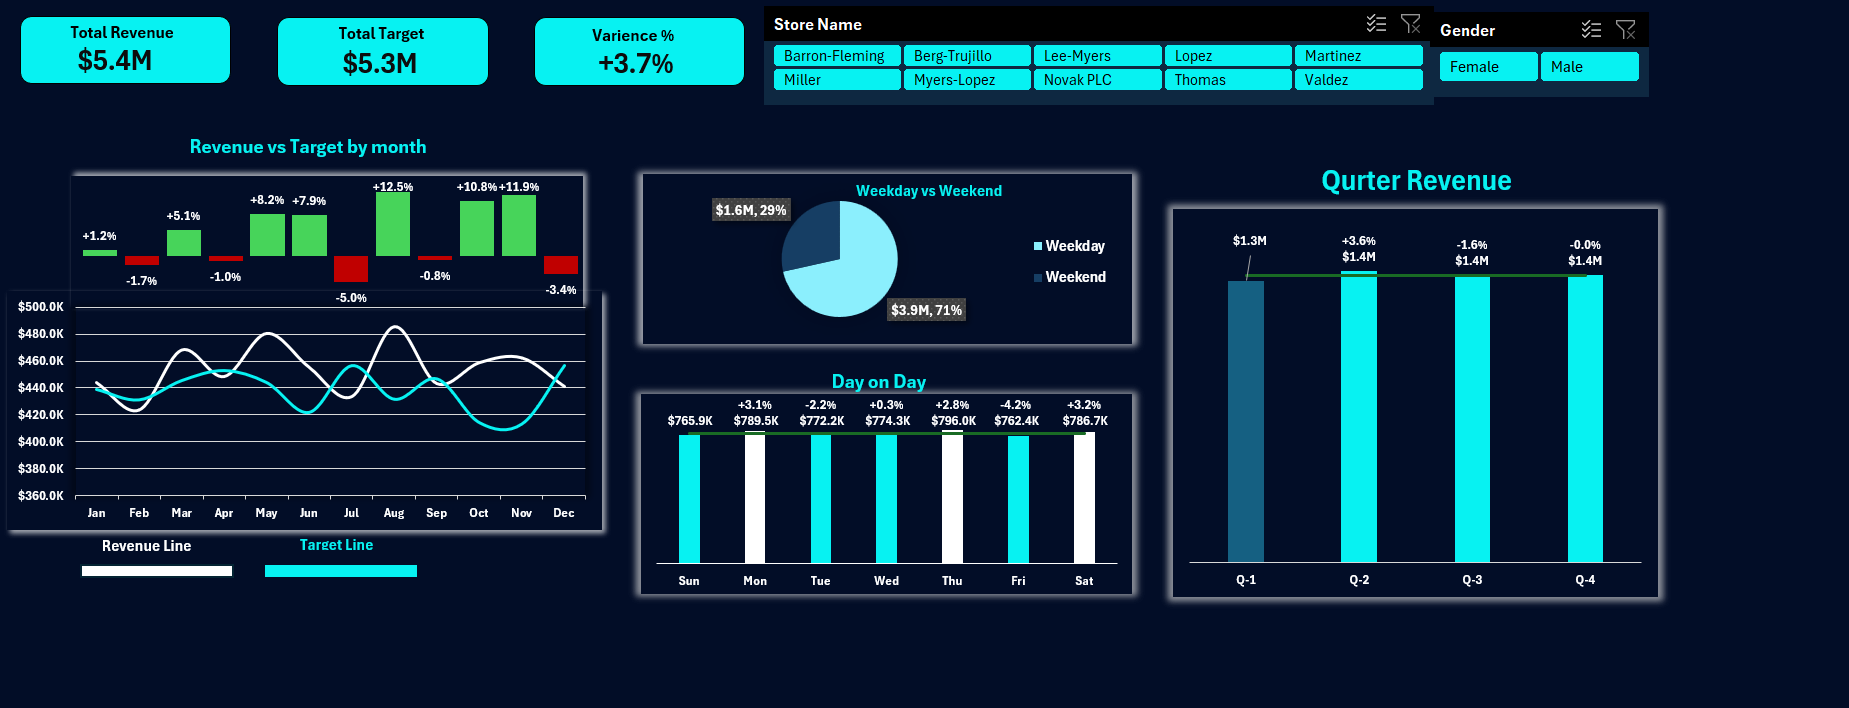 Total Revenue
$5.4M
Total Target
$5.3M
Varience %
+3.7%
Store Name
Barron-Fleming Berg-Trujillo Lee-Myers Lopez Martinez
Miller Myers-Lopez Novak PLC Thomas Valdez
Gender
Female Male
Revenue vs Target by month
+1.2% -1.7% +5.1% -1.0% +8.2% +7.9% -5.0% +12.5% -0.8% +10.8% +11.9% -3.4%
$500.0K
$480.0K
$460.0K
$440.0K
$420.0K
$400.0K
$380.0K
$360.0K
Jan Feb Mar Apr May Jun Jul Aug Sep Oct Nov Dec
Revenue Line Target Line
Weekday vs Weekend
$1.6M, 29%
Weekday
Weekend
$3.9M, 71%
Day on Day
+3.1% -2.2% +0.3% +2.8% -4.2% +3.2%
$765.9K $789.5K $772.2K $774.3K $796.0K $762.4K $786.7K
Sun Mon Tue Wed Thu Fri Sat
Qurter Revenue
+3.6% -1.6% -0.0%
$1.3M $1.4M $1.4M $1.4M
Q-1 Q-2 Q-3 Q-4